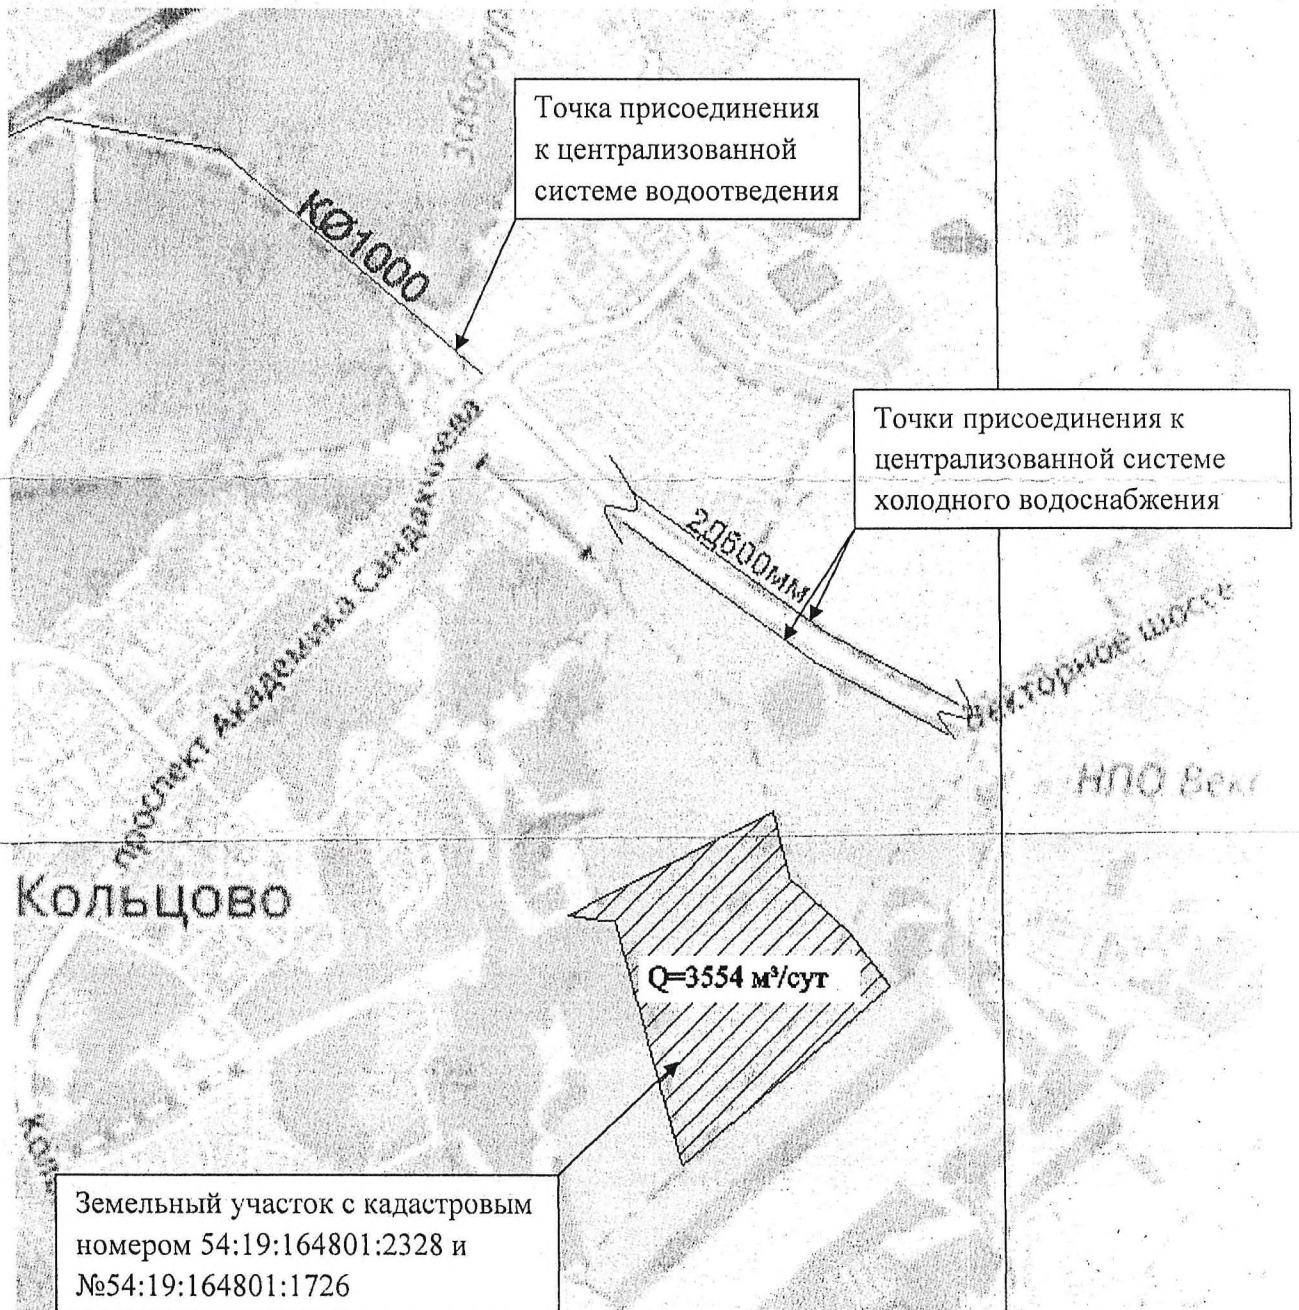 Точка присоединения
к централизованной
системе водоотведения
КØ1000
Точки присоединения к
централизованной системе
холодного водоснабжения
2Д600мм
проспект Академика Сандахчиева
Векторное шоссе
НПО Век
Кольцово
Q=3554 м³/сут
Земельный участок с кадастровым
номером 54:19:164801:2328 и
№54:19:164801:1726